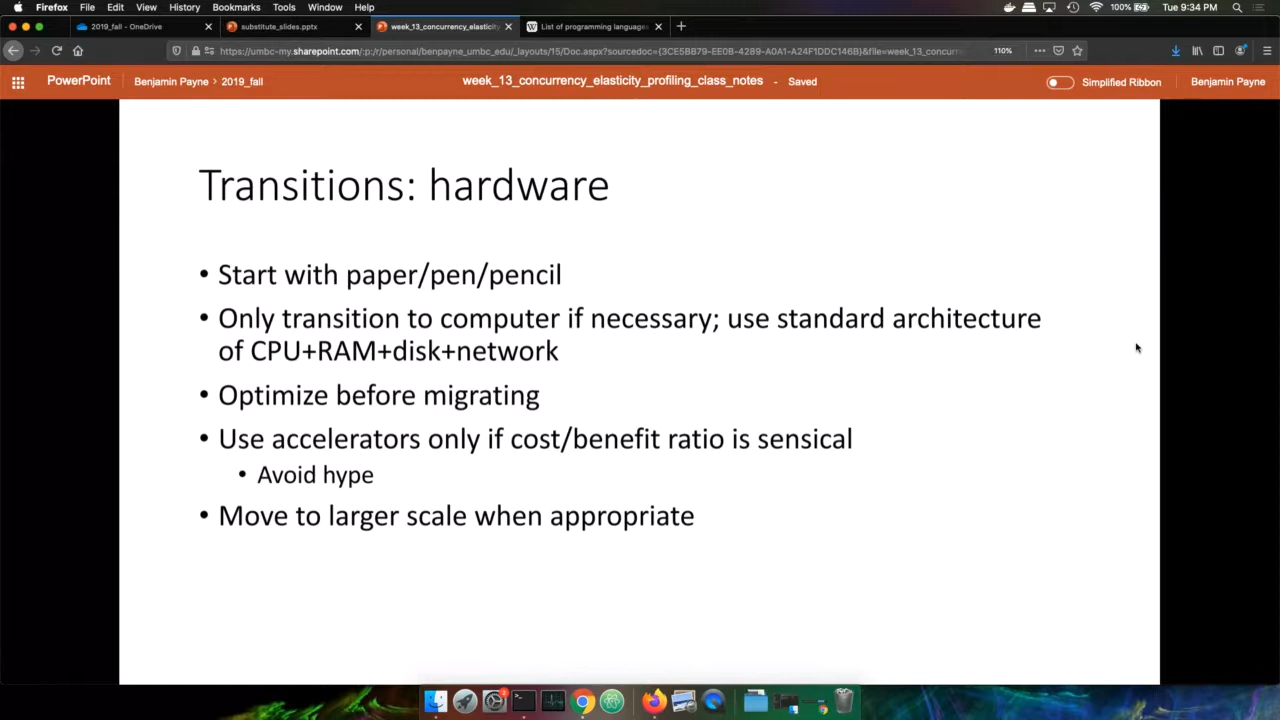 Firefox File Edit View History Bookmarks Tools Window Help 100% Tue 9:34 PM
2019_fall - OneDrive substitute_slides.pptx week_13_concurrency_elasticity List of programming language
https://umbc-my.sharepoint.com/:p:/r/personal/benpayne_umbc_edu/_layouts/15/Doc.aspx?sourcedoc={3CE5BB79-EE0B-4289-A0A1-A24F1DDC146B}&file=week_13_concurr 110%
PowerPoint Benjamin Payne > 2019_fall week_13_concurrency_elasticity_profiling_class_notes - Saved Simplified Ribbon Benjamin Payne
Transitions: hardware
• Start with paper/pen/pencil
• Only transition to computer if necessary; use standard architecture
of CPU+RAM+disk+network
• Optimize before migrating
• Use accelerators only if cost/benefit ratio is sensical
• Avoid hype
• Move to larger scale when appropriate